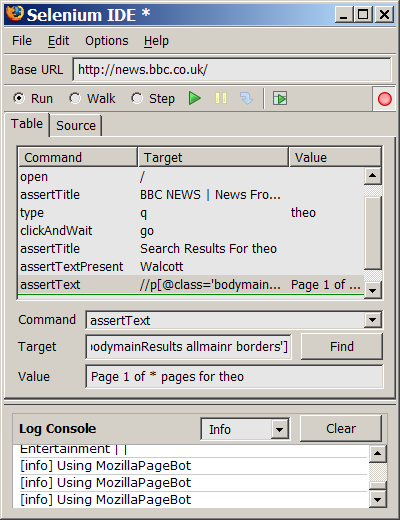 Selenium IDE *
File Edit Options Help
Base URL http://news.bbc.co.uk/
Run Walk Step
Table Source
Command Target Value
open /
assertTitle BBC NEWS | News Fro...
type q theo
clickAndWait go
assertTitle Search Results For theo
assertTextPresent Walcott
assertText //p[@class='bodymain... Page 1 of ...
Command assertText
Target odymainResults allmainr borders'] Find
Value Page 1 of * pages for theo
Log Console Info Clear
Entertainment | |
[info] Using MozillaPageBot
[info] Using MozillaPageBot
[info] Using MozillaPageBot